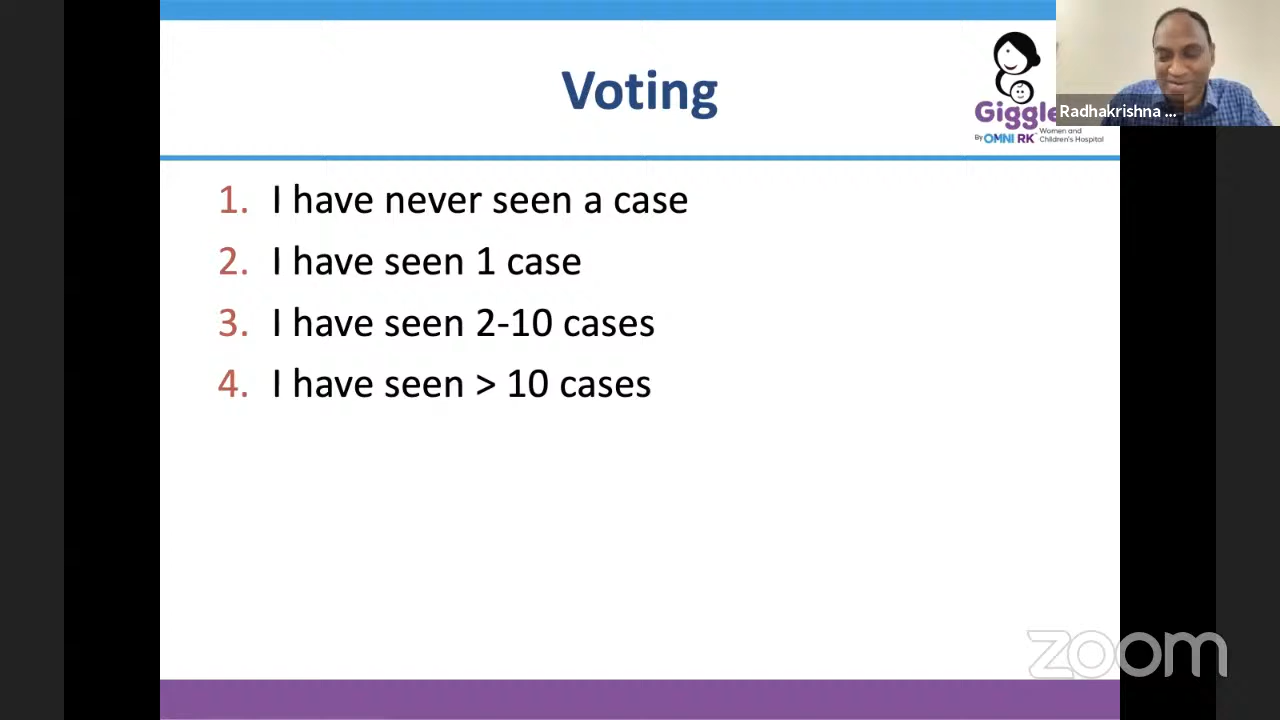 Voting
Giggle
By OMNI RK Women and
Children's Hospital
Radhakrishna ...
1. I have never seen a case
2. I have seen 1 case
3. I have seen 2-10 cases
4. I have seen > 10 cases
zoom